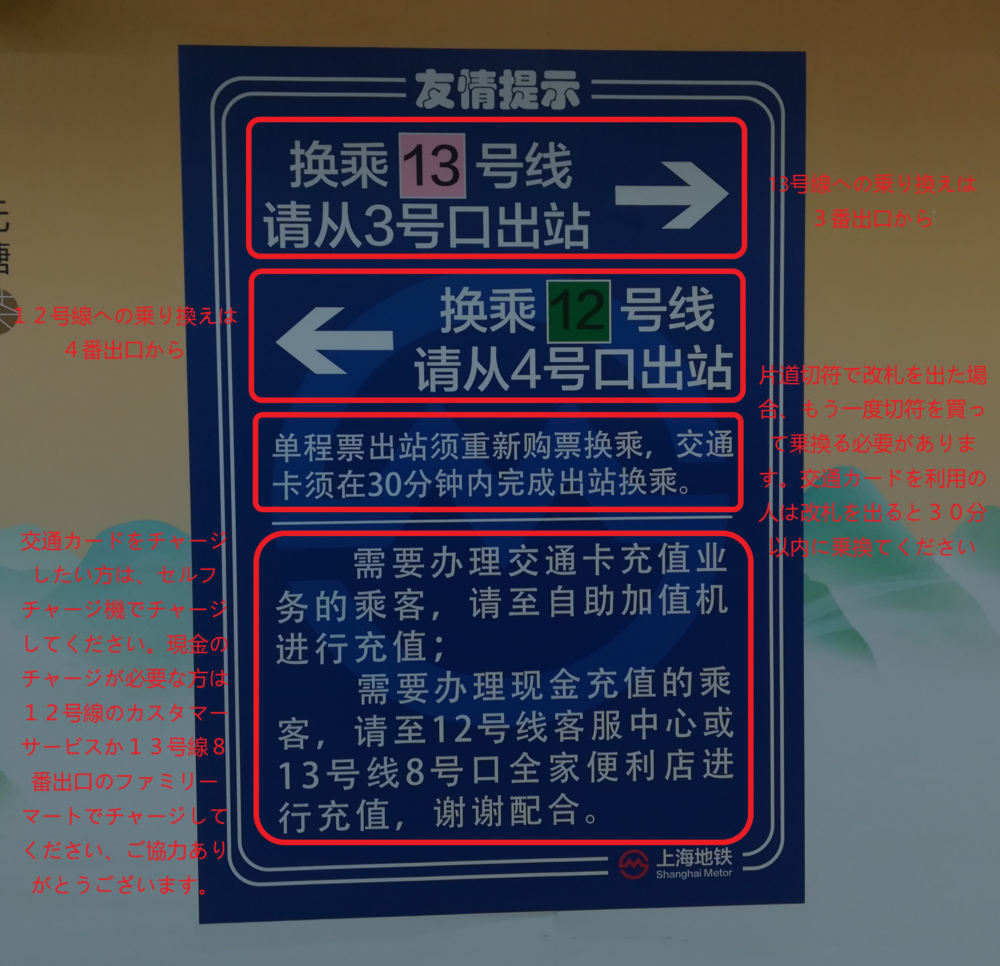 友情提示
换乘 13 号线
请从3号口出站
13号線への乗り換えは
3番出口から
换乘 12 号线
请从4号口出站
12号線への乗り換えは
4番出口から
单程票出站须重新购票换乘，交通
卡须在30分钟内完成出站换乘。
片道切符で改札を出た場
合、もう一度切符を買っ
て乗換る必要がありま
す。交通カードを利用の
人は改札を出ると30分
以内に乗換てください
需要办理交通卡充值业
务的乘客，请至自助加值机
进行充值；
需要办理现金充值的乘
客，请至12号线客服中心或
13号线8号口全家便利店进
行充值，谢谢配合。
交通カードをチャージ
したい方は、セルフ
チャージ機でチャージ
してください。現金の
チャージが必要な方は
12号線のカスタマー
サービスか13号線8
番出口のファミリー
マートでチャージして
ください、ご協力あり
がとうございます。
上海地铁
Shanghai Metor